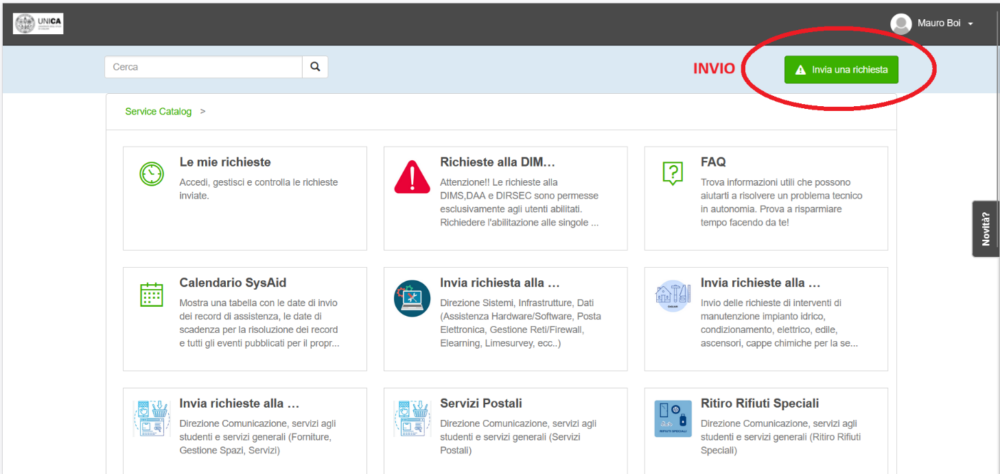 UNICA
Mauro Boi
Cerca
INVIO
Invia una richiesta
Service Catalog >
Le mie richieste
Accedi, gestisci e controlla le richieste
inviate.
Richieste alla DIM…
Attenzione!! Le richieste alla
DIMS,DAA e DIRSEC sono permesse
esclusivamente agli utenti abilitati.
Richiedere l'abilitazione alle singole ...
FAQ
Trova informazioni utili che possono
aiutarti a risolvere un problema tecnico
in autonomia. Prova a risparmiare
tempo facendo da te!
Novità?
Calendario SysAid
Mostra una tabella con le date di invio
dei record di assistenza, le date di
scadenza per la risoluzione dei record
e tutti gli eventi pubblicati per il propr...
Invia richiesta alla …
Direzione Sistemi, Infrastrutture, Dati
(Assistenza Hardware/Software, Posta
Elettronica, Gestione Reti/Firewall,
Elearning, Limesurvey, ecc..)
Invia richieste alla …
Invio delle richieste di interventi di
manutenzione impianto idrico,
condizionamento, elettrico, edile,
ascensori, cappe chimiche per la se...
Invia richieste alla …
Direzione Comunicazione, servizi agli
studenti e servizi generali (Forniture,
Gestione Spazi, Servizi)
Servizi Postali
Direzione Comunicazione, servizi agli
studenti e servizi generali (Servizi
Postali)
RIFIUTI SPECIALI
Ritiro Rifiuti Speciali
Direzione Comunicazione, servizi agli
studenti e servizi generali (Ritiro Rifiuti
Speciali)